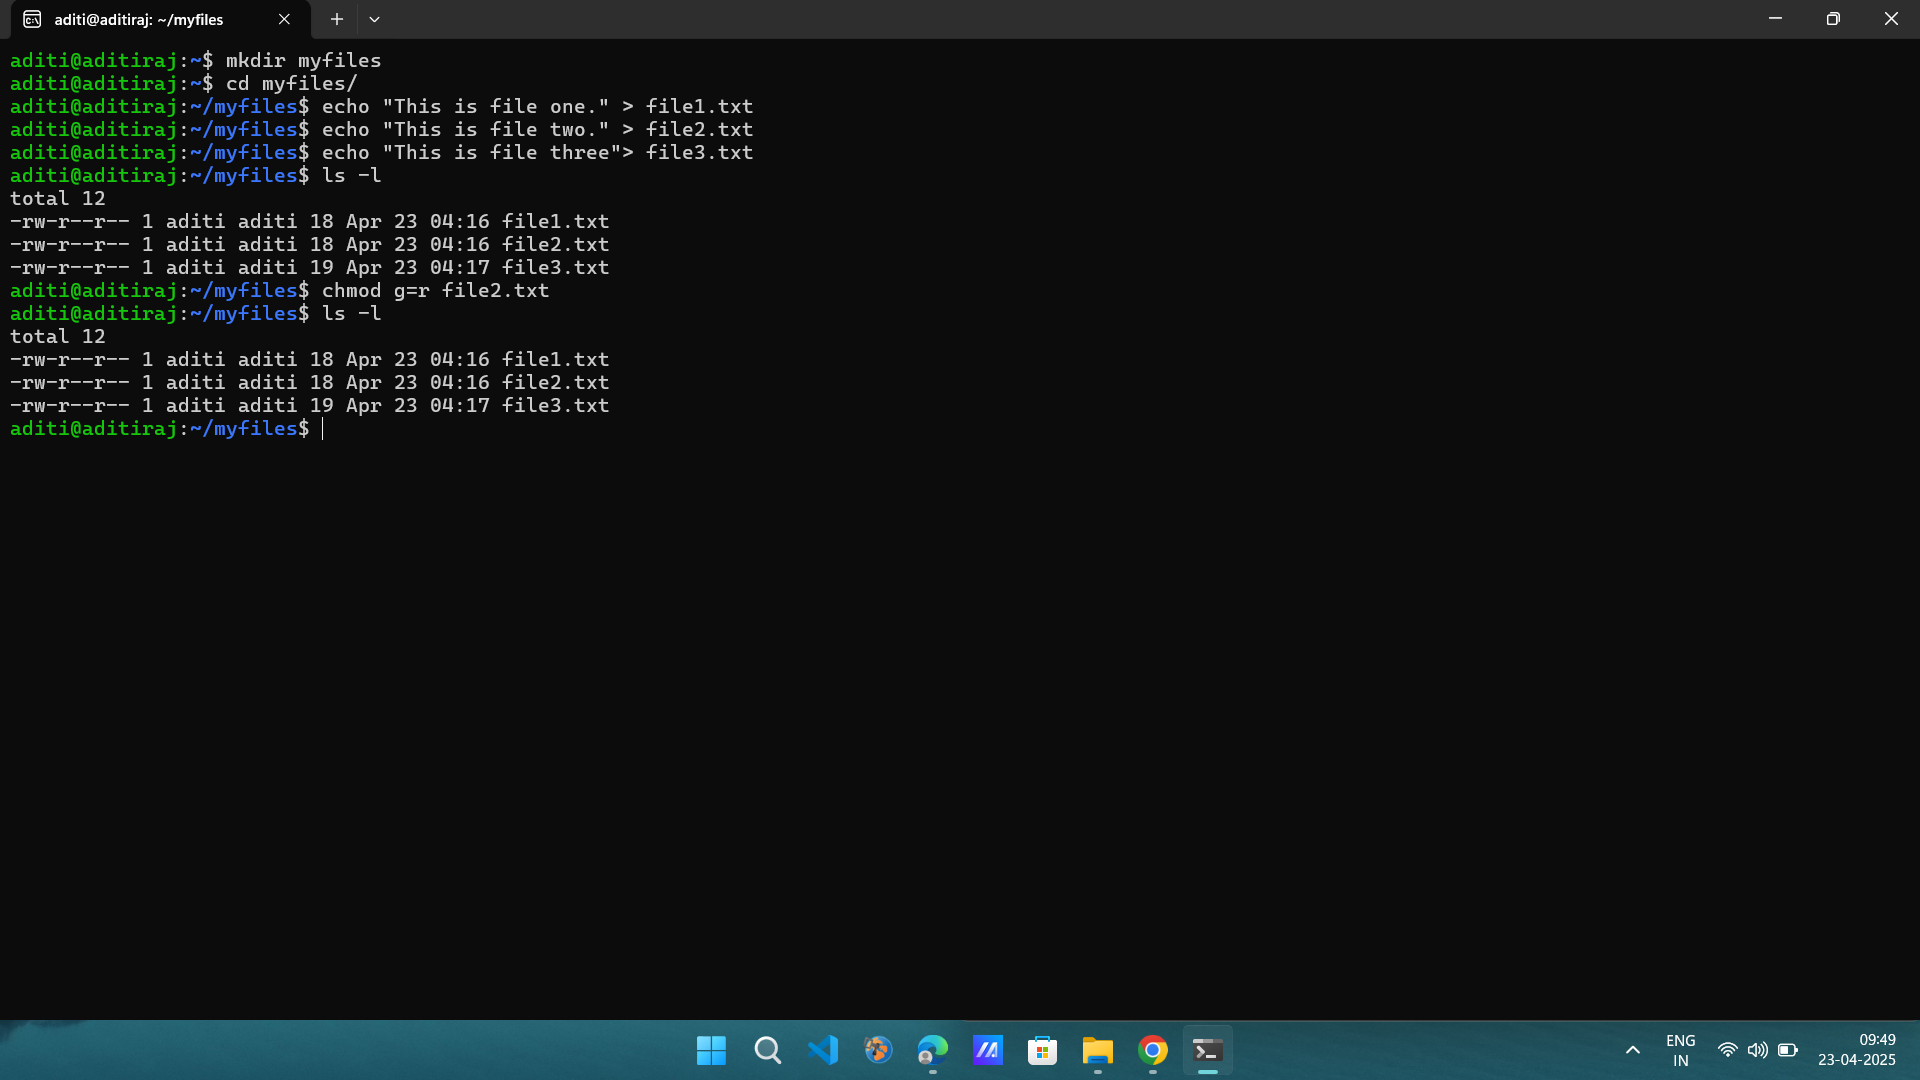 aditi@aditiraj: ~/myfiles
aditi@aditiraj:~$ mkdir myfiles
aditi@aditiraj:~$ cd myfiles/
aditi@aditiraj:~/myfiles$ echo "This is file one." > file1.txt
aditi@aditiraj:~/myfiles$ echo "This is file two." > file2.txt
aditi@aditiraj:~/myfiles$ echo "This is file three"> file3.txt
aditi@aditiraj:~/myfiles$ ls -l
total 12
-rw-r--r-- 1 aditi aditi 18 Apr 23 04:16 file1.txt
-rw-r--r-- 1 aditi aditi 18 Apr 23 04:16 file2.txt
-rw-r--r-- 1 aditi aditi 19 Apr 23 04:17 file3.txt
aditi@aditiraj:~/myfiles$ chmod g=r file2.txt
aditi@aditiraj:~/myfiles$ ls -l
total 12
-rw-r--r-- 1 aditi aditi 18 Apr 23 04:16 file1.txt
-rw-r--r-- 1 aditi aditi 18 Apr 23 04:16 file2.txt
-rw-r--r-- 1 aditi aditi 19 Apr 23 04:17 file3.txt
aditi@aditiraj:~/myfiles$
ENG
IN
09:49
23-04-2025